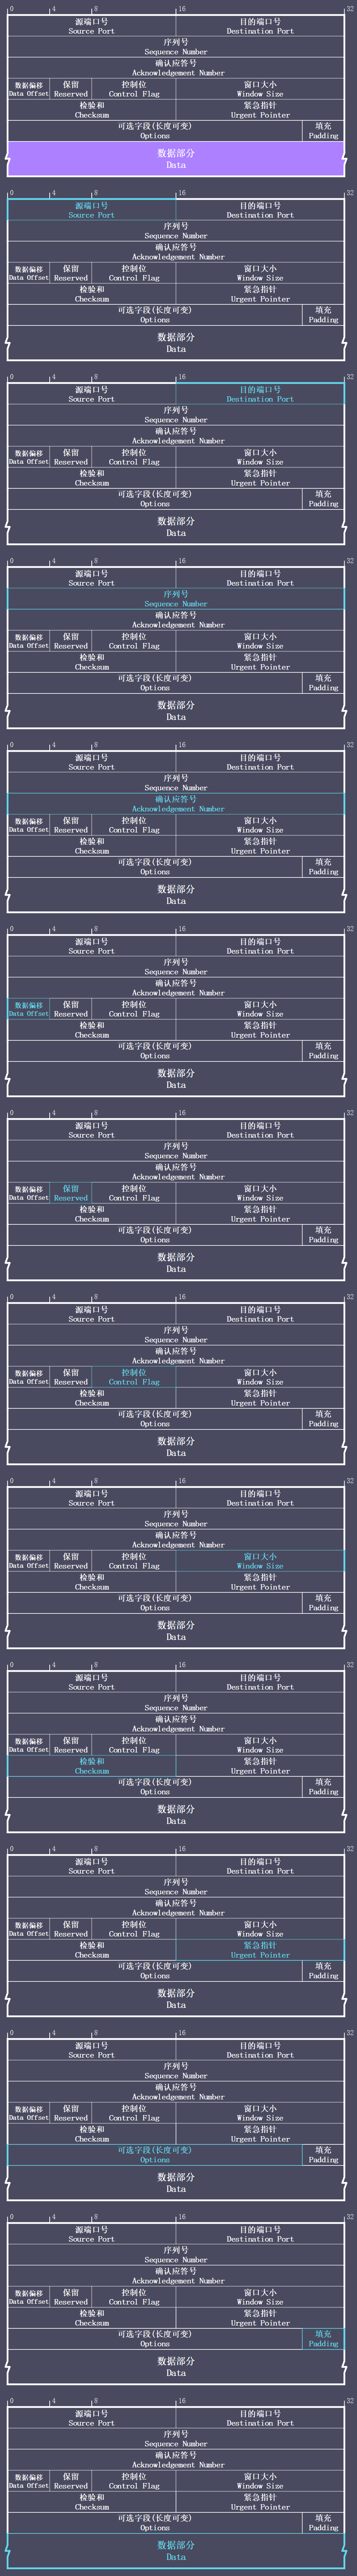 0 4 8 16 32
源端口号 目的端口号
Source Port Destination Port
序列号
Sequence Number
确认应答号
Acknowledgement Number
数据偏移 保留 控制位 窗口大小
Data Offset Reserved Control Flag Window Size
检验和 紧急指针
Checksum Urgent Pointer
可选字段(长度可变) 填充
Options Padding
数据部分
Data
0 4 8 16 32
源端口号 目的端口号
Source Port Destination Port
序列号
Sequence Number
确认应答号
Acknowledgement Number
数据偏移 保留 控制位 窗口大小
Data Offset Reserved Control Flag Window Size
检验和 紧急指针
Checksum Urgent Pointer
可选字段(长度可变) 填充
Options Padding
数据部分
Data
0 4 8 16 32
源端口号 目的端口号
Source Port Destination Port
序列号
Sequence Number
确认应答号
Acknowledgement Number
数据偏移 保留 控制位 窗口大小
Data Offset Reserved Control Flag Window Size
检验和 紧急指针
Checksum Urgent Pointer
可选字段(长度可变) 填充
Options Padding
数据部分
Data
0 4 8 16 32
源端口号 目的端口号
Source Port Destination Port
序列号
Sequence Number
确认应答号
Acknowledgement Number
数据偏移 保留 控制位 窗口大小
Data Offset Reserved Control Flag Window Size
检验和 紧急指针
Checksum Urgent Pointer
可选字段(长度可变) 填充
Options Padding
数据部分
Data
0 4 8 16 32
源端口号 目的端口号
Source Port Destination Port
序列号
Sequence Number
确认应答号
Acknowledgement Number
数据偏移 保留 控制位 窗口大小
Data Offset Reserved Control Flag Window Size
检验和 紧急指针
Checksum Urgent Pointer
可选字段(长度可变) 填充
Options Padding
数据部分
Data
0 4 8 16 32
源端口号 目的端口号
Source Port Destination Port
序列号
Sequence Number
确认应答号
Acknowledgement Number
数据偏移 保留 控制位 窗口大小
Data Offset Reserved Control Flag Window Size
检验和 紧急指针
Checksum Urgent Pointer
可选字段(长度可变) 填充
Options Padding
数据部分
Data
0 4 8 16 32
源端口号 目的端口号
Source Port Destination Port
序列号
Sequence Number
确认应答号
Acknowledgement Number
数据偏移 保留 控制位 窗口大小
Data Offset Reserved Control Flag Window Size
检验和 紧急指针
Checksum Urgent Pointer
可选字段(长度可变) 填充
Options Padding
数据部分
Data
0 4 8 16 32
源端口号 目的端口号
Source Port Destination Port
序列号
Sequence Number
确认应答号
Acknowledgement Number
数据偏移 保留 控制位 窗口大小
Data Offset Reserved Control Flag Window Size
检验和 紧急指针
Checksum Urgent Pointer
可选字段(长度可变) 填充
Options Padding
数据部分
Data
0 4 8 16 32
源端口号 目的端口号
Source Port Destination Port
序列号
Sequence Number
确认应答号
Acknowledgement Number
数据偏移 保留 控制位 窗口大小
Data Offset Reserved Control Flag Window Size
检验和 紧急指针
Checksum Urgent Pointer
可选字段(长度可变) 填充
Options Padding
数据部分
Data
0 4 8 16 32
源端口号 目的端口号
Source Port Destination Port
序列号
Sequence Number
确认应答号
Acknowledgement Number
数据偏移 保留 控制位 窗口大小
Data Offset Reserved Control Flag Window Size
检验和 紧急指针
Checksum Urgent Pointer
可选字段(长度可变) 填充
Options Padding
数据部分
Data
0 4 8 16 32
源端口号 目的端口号
Source Port Destination Port
序列号
Sequence Number
确认应答号
Acknowledgement Number
数据偏移 保留 控制位 窗口大小
Data Offset Reserved Control Flag Window Size
检验和 紧急指针
Checksum Urgent Pointer
可选字段(长度可变) 填充
Options Padding
数据部分
Data
0 4 8 16 32
源端口号 目的端口号
Source Port Destination Port
序列号
Sequence Number
确认应答号
Acknowledgement Number
数据偏移 保留 控制位 窗口大小
Data Offset Reserved Control Flag Window Size
检验和 紧急指针
Checksum Urgent Pointer
可选字段(长度可变) 填充
Options Padding
数据部分
Data
0 4 8 16 32
源端口号 目的端口号
Source Port Destination Port
序列号
Sequence Number
确认应答号
Acknowledgement Number
数据偏移 保留 控制位 窗口大小
Data Offset Reserved Control Flag Window Size
检验和 紧急指针
Checksum Urgent Pointer
可选字段(长度可变) 填充
Options Padding
数据部分
Data
0 4 8 16 32
源端口号 目的端口号
Source Port Destination Port
序列号
Sequence Number
确认应答号
Acknowledgement Number
数据偏移 保留 控制位 窗口大小
Data Offset Reserved Control Flag Window Size
检验和 紧急指针
Checksum Urgent Pointer
可选字段(长度可变) 填充
Options Padding
数据部分
Data